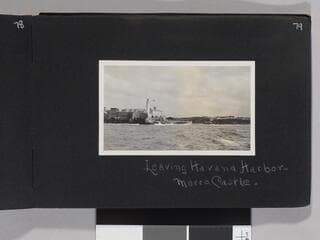 78
79
Leaving Havana Harbor-
Morro Castle.